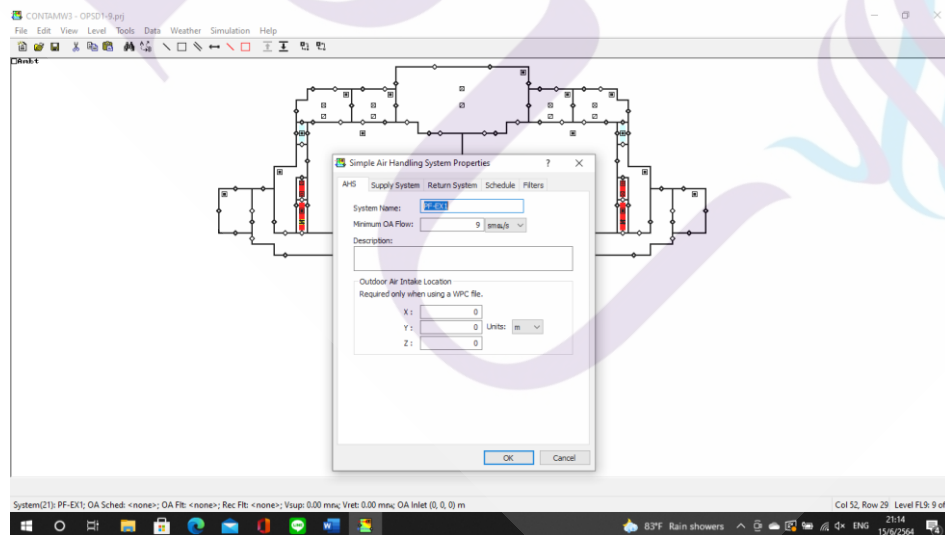 CONTAMW3 - OPSD1-9.prj
File Edit View Level Tools Data Weather Simulation Help
Ambt
Simple Air Handling System Properties ? ×
AHS Supply System Return System Schedule Filters
System Name: PF-EX1
Minimum OA Flow: 9
Description:
Outdoor Air Intake Location
Required only when using a WPC file.
X : 0
Y : 0 Units: m
Z : 0
OK Cancel
System(21): PF-EX1; OA Sched: <none>; OA Flt: <none>; Rec Flt: <none>; Vsup: 0.00 Vret: 0.00 OA Inlet (0, 0, 0) m
Col 52, Row 29 Level FL9: 9 of
83°F Rain showers ENG
21:14
15/6/2564